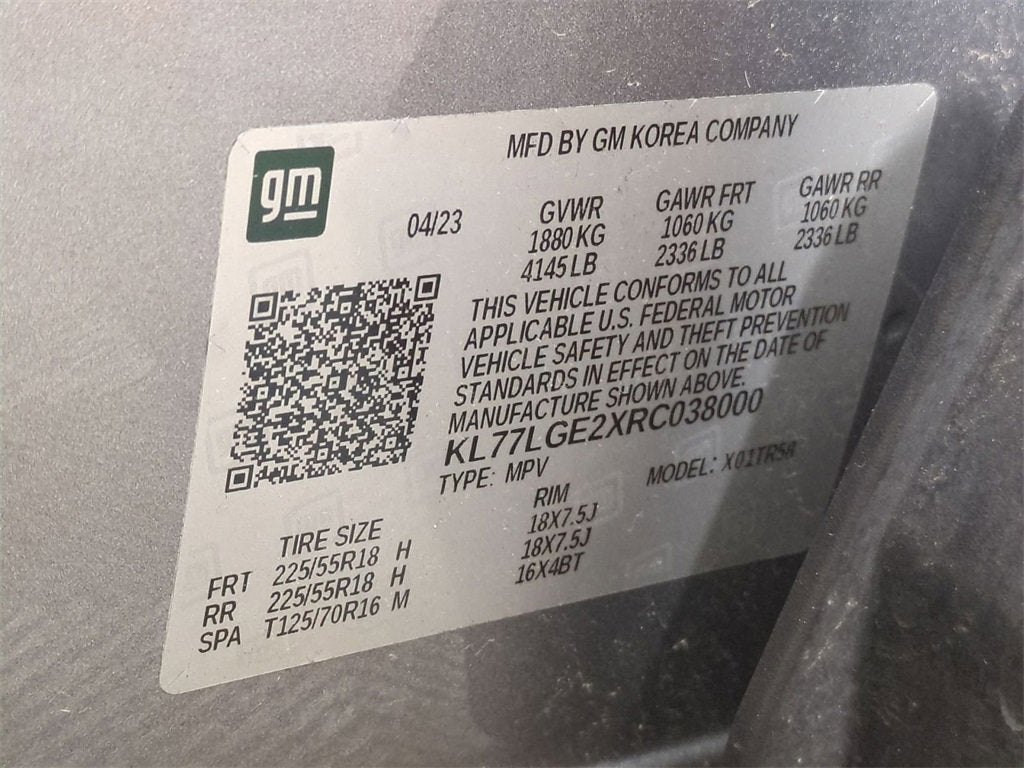 MFD BY GM KOREA COMPANY
gm
04/23
GVWR
1880 KG
4145 LB
GAWR FRT
1060 KG
2336 LB
GAWR RR
1060 KG
2336 LB
THIS VEHICLE CONFORMS TO ALL
APPLICABLE U.S. FEDERAL MOTOR
VEHICLE SAFETY AND THEFT PREVENTION
STANDARDS IN EFFECT ON THE DATE OF
MANUFACTURE SHOWN ABOVE.
KL77LGE2XRC038000
TYPE: MPV MODEL: X01TR58
TIRE SIZE RIM
FRT 225/55R18 H 18X7.5J
RR 225/55R18 H 18X7.5J
SPA T125/70R16 M 16X4BT